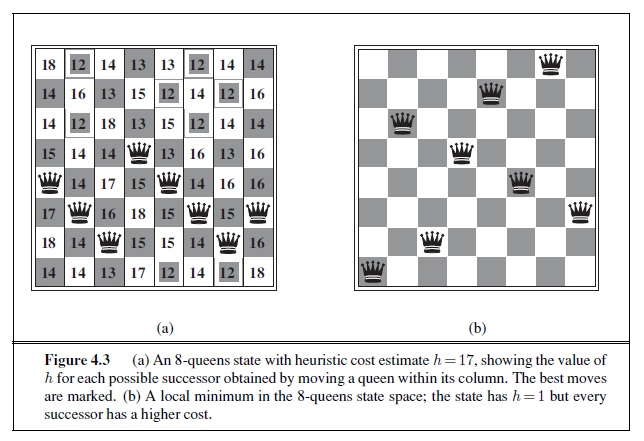 18 12 14 13 13 12 14 14
14 16 13 15 12 14 12 16
14 12 18 13 15 12 14 14
15 14 14 13 16 13 16
14 17 15 14 16 16
17 16 18 15 15
18 14 15 15 14 16
14 14 13 17 12 14 12 18
(a) (b)
Figure 4.3 (a) An 8-queens state with heuristic cost estimate h = 17, showing the value of
h for each possible successor obtained by moving a queen within its column. The best moves
are marked. (b) A local minimum in the 8-queens state space; the state has h = 1 but every
successor has a higher cost.